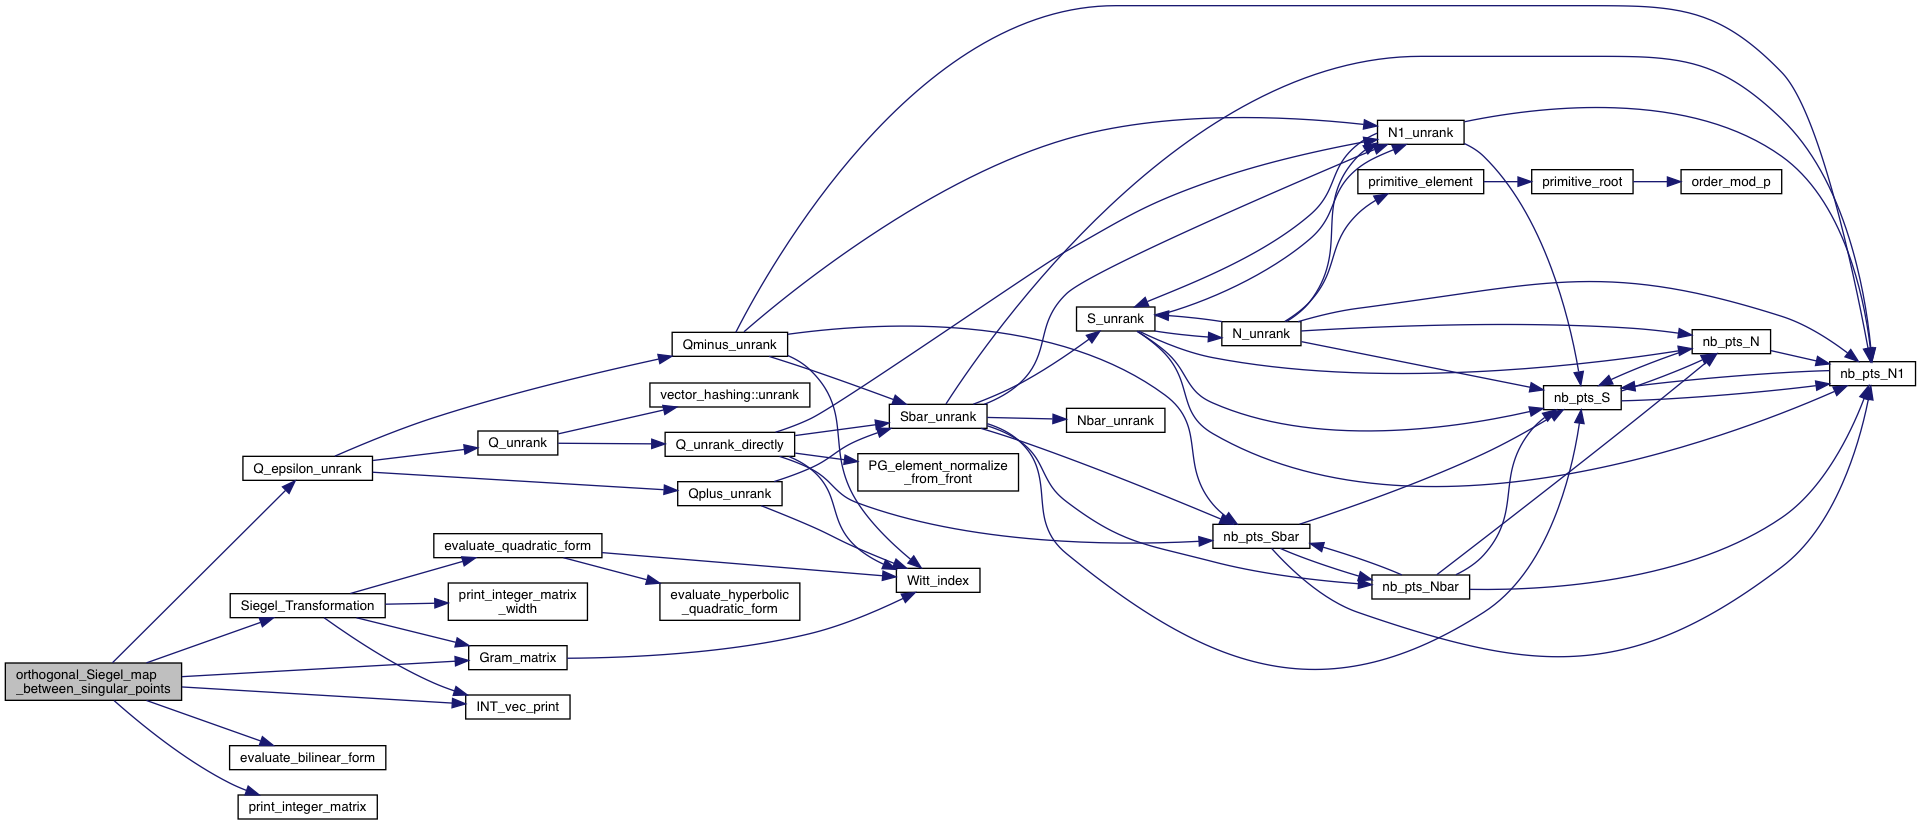 orthogonal_Siegel_map
_between_singular_points
Q_epsilon_unrank
Siegel_Transformation
evaluate_bilinear_form
print_integer_matrix
Q_unrank
evaluate_quadratic_form
print_integer_matrix
_width
Gram_matrix
INT_vec_print
Qminus_unrank
vector_hashing::unrank
Q_unrank_directly
Qplus_unrank
evaluate_hyperbolic
_quadratic_form
Sbar_unrank
PG_element_normalize
_from_front
Witt_index
S_unrank
Nbar_unrank
N_unrank
nb_pts_Sbar
N1_unrank
primitive_element
nb_pts_Nbar
primitive_root
nb_pts_S
order_mod_p
nb_pts_N
nb_pts_N1